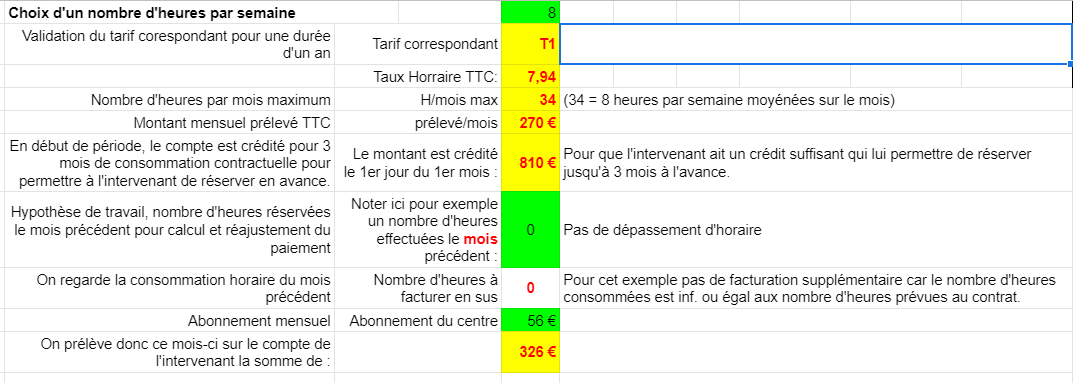 Choix d'un nombre d'heures par semaine 8
Validation du tarif corespondant pour une durée
d'un an
Tarif correspondant T1
Taux Horraire TTC: 7,94
Nombre d'heures par mois maximum H/mois max 34 (34 = 8 heures par semaine moyénées sur le mois)
Montant mensuel prélevé TTC prélevé/mois 270 €
En début de période, le compte est crédité pour 3
mois de consommation contractuelle pour
permettre à l'intervenant de réserver en avance.
Le montant est crédité
le 1er jour du 1er mois :
810 €
Pour que l'intervenant ait un crédit suffisant qui lui permettre de réserver
jusqu'à 3 mois à l'avance.
Hypothèse de travail, nombre d'heures réservées
le mois précédent pour calcul et réajustement du
paiement
Noter ici pour exemple
un nombre d'heures
effectuées le mois
précédent :
0
Pas de dépassement d'horaire
On regarde la consommation horaire du mois
précédent
Nombre d'heures à
facturer en sus
0
Pour cet exemple pas de facturation supplémentaire car le nombre d'heures
consommées est inf. ou égal aux nombre d'heures prévues au contrat.
Abonnement mensuel Abonnement du centre 56 €
On prélève donc ce mois-ci sur le compte de
l'intervenant la somme de :
326 €